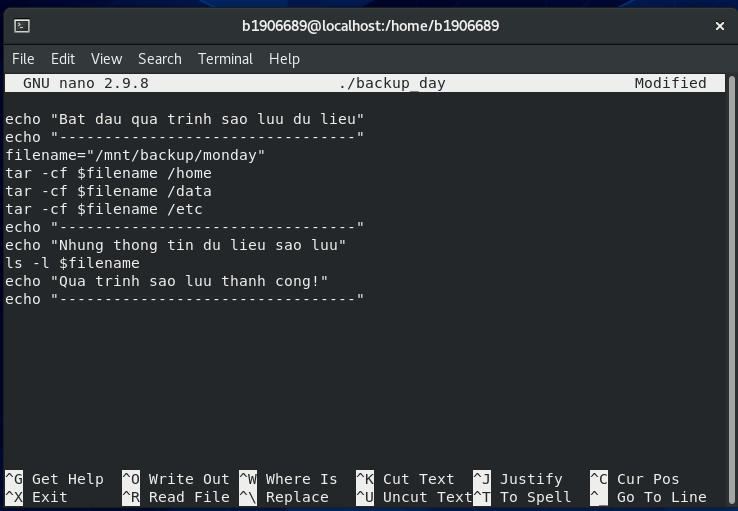 b1906689@localhost:/home/b1906689 ×
File Edit View Search Terminal Help
GNU nano 2.9.8 ./backup_day Modified
echo "Bat dau qua trinh sao luu du lieu"
echo "---------------------------------"
filename="/mnt/backup/monday"
tar -cf $filename /home
tar -cf $filename /data
tar -cf $filename /etc
echo "---------------------------------"
echo "Nhung thong tin du lieu sao luu"
ls -l $filename
echo "Qua trinh sao luu thanh cong!"
echo "---------------------------------"
^G Get Help ^O Write Out ^W Where Is ^K Cut Text ^J Justify ^C Cur Pos
^X Exit ^R Read File ^\ Replace ^U Uncut Text ^T To Spell ^_ Go To Line